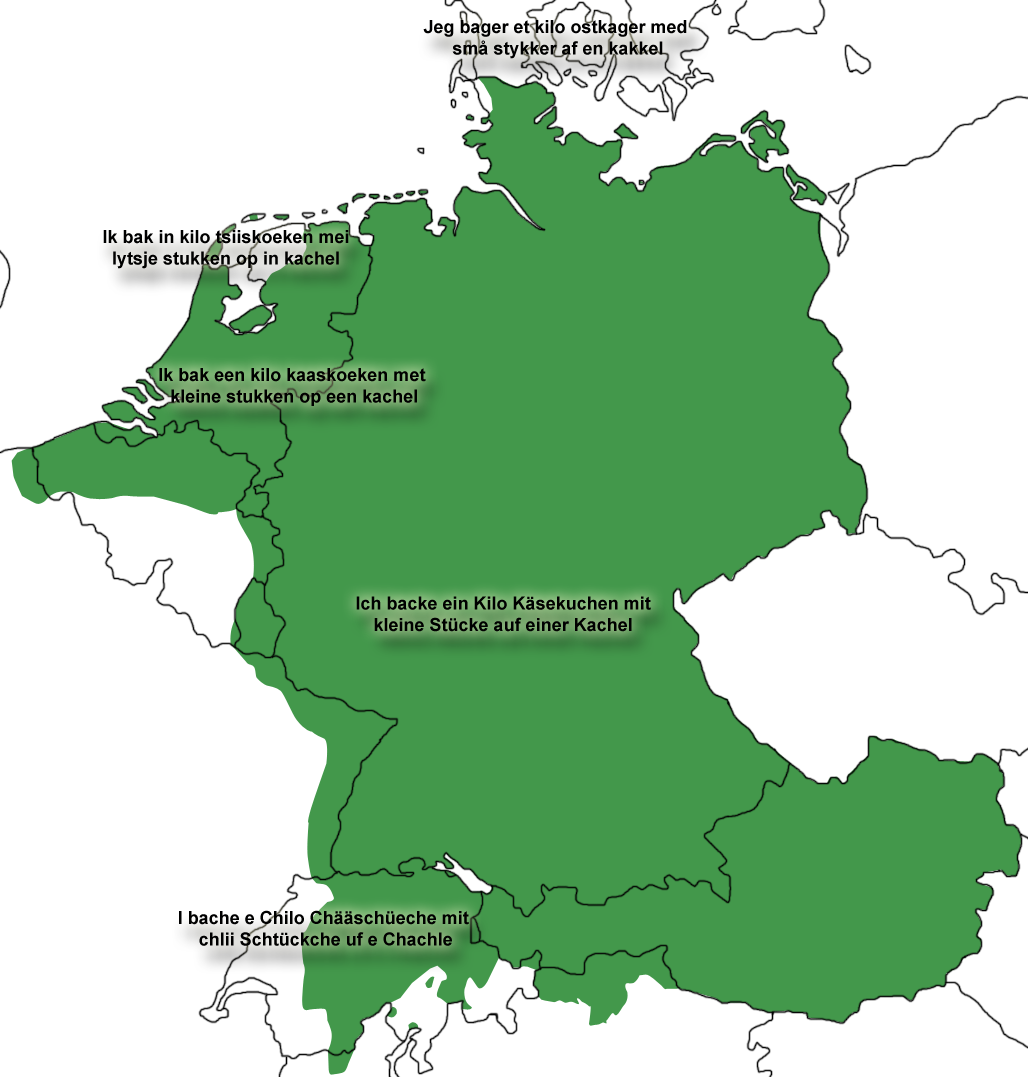 Jeg bager et kilo ostkager med
små stykker af en kakkel
Ik bak in kilo tsiiskoeken mei
lytsje stukken op in kachel
Ik bak een kilo kaaskoeken met
kleine stukken op een kachel
Ich backe ein Kilo Käsekuchen mit
kleine Stücke auf einer Kachel
I bache e Chilo Chääschüeche mit
chlii Schtückche uf e Chachle